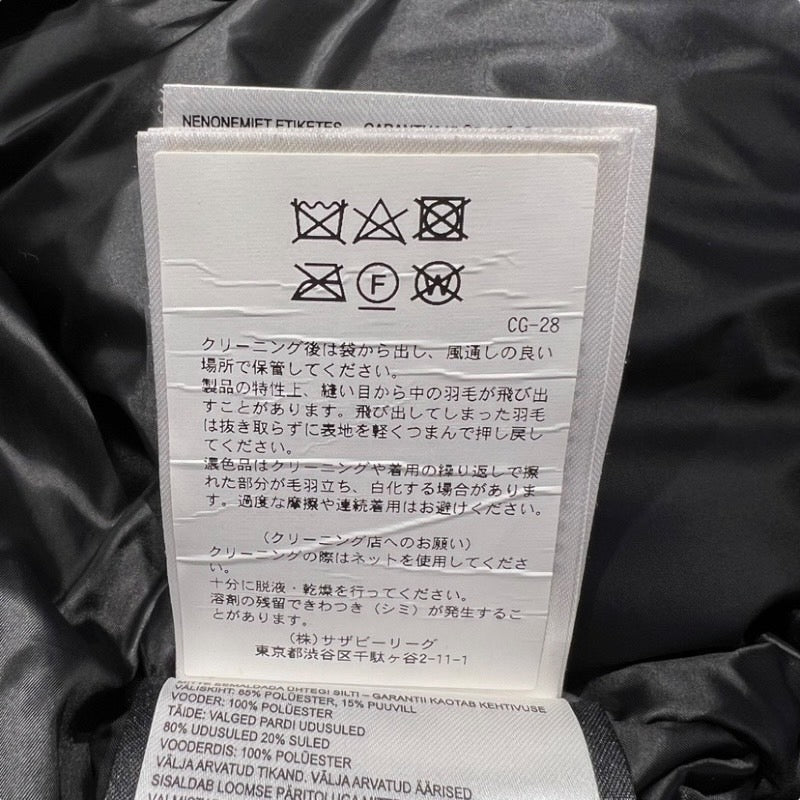 NENONEMIET ETIKETES – GARANTIJA
F
W
CG-28
クリーニング後は袋から出し、風通しの良い
場所で保管してください。
製品の特性上、縫い目から中の羽毛が飛び出
すことがあります。飛び出してしまった羽毛
は抜き取らずに表地を軽くつまんで押し戻し
てください。
濃色品はクリーニングや着用の繰り返しで擦
れた部分が毛羽立ち、白化する場合がありま
す。過度な摩擦や連続着用はお避けください。
(クリーニング店へのお願い)
クリーニングの際はネットを使用してくださ
い。
十分に脱液・乾燥を行ってください。
溶剤の残留できわつき(シミ)が発生するこ
とがあります。
(株)サザビーリーグ
東京都渋谷区千駄ヶ谷2-11-1
EEMALDADA ÜHTEGI SILTI – GARANTII KAOTAB KEHTIVUSE
VÄLISKIHT: 85% POLÜESTER, 15% PUUVILL
VOODER: 100% POLÜESTER
TÄIDE: VALGED PARDI UDUSULED
80% UDUSULED 20% SULED
VOODERDIS: 100% POLÜESTER
VÄLJA ARVATUD TIKAND. VÄLJA ARVATUD ÄÄRISED
SISALDAB LOOMSE PÄRITOLUGA